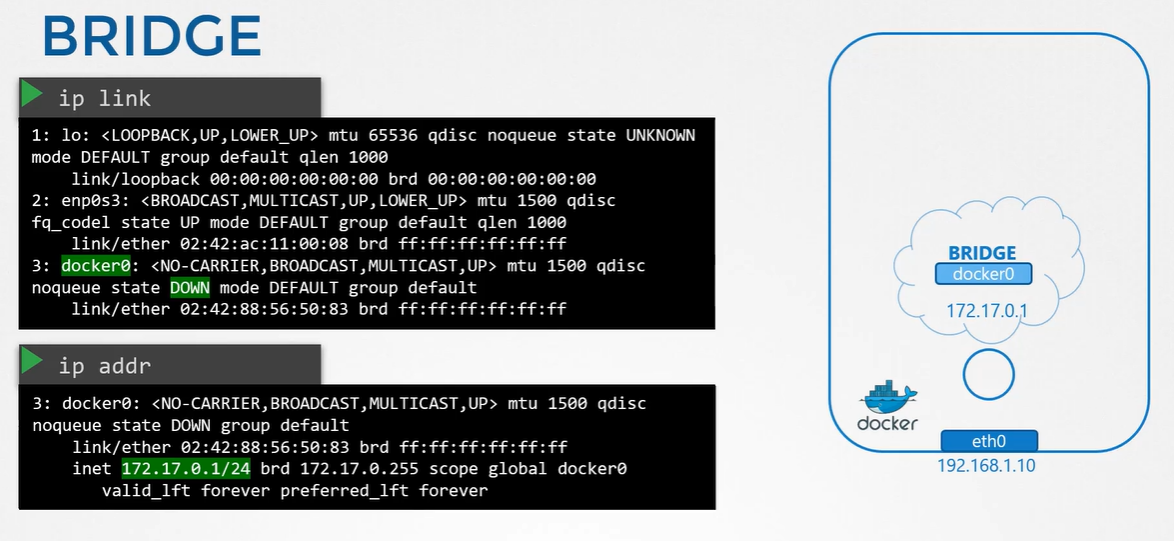 BRIDGE
ip link
1: lo: <LOOPBACK,UP,LOWER_UP> mtu 65536 qdisc noqueue state UNKNOWN
mode DEFAULT group default qlen 1000
link/loopback 00:00:00:00:00:00 brd 00:00:00:00:00:00
2: enp0s3: <BROADCAST,MULTICAST,UP,LOWER_UP> mtu 1500 qdisc
fq_codel state UP mode DEFAULT group default qlen 1000
link/ether 02:42:ac:11:00:08 brd ff:ff:ff:ff:ff:ff
3: docker0: <NO-CARRIER,BROADCAST,MULTICAST,UP> mtu 1500 qdisc
noqueue state DOWN mode DEFAULT group default
link/ether 02:42:88:56:50:83 brd ff:ff:ff:ff:ff:ff
ip addr
3: docker0: <NO-CARRIER,BROADCAST,MULTICAST,UP> mtu 1500 qdisc
noqueue state DOWN group default
link/ether 02:42:88:56:50:83 brd ff:ff:ff:ff:ff:ff
inet 172.17.0.1/24 brd 172.17.0.255 scope global docker0
valid_lft forever preferred_lft forever
BRIDGE
docker0
172.17.0.1
docker
eth0
192.168.1.10